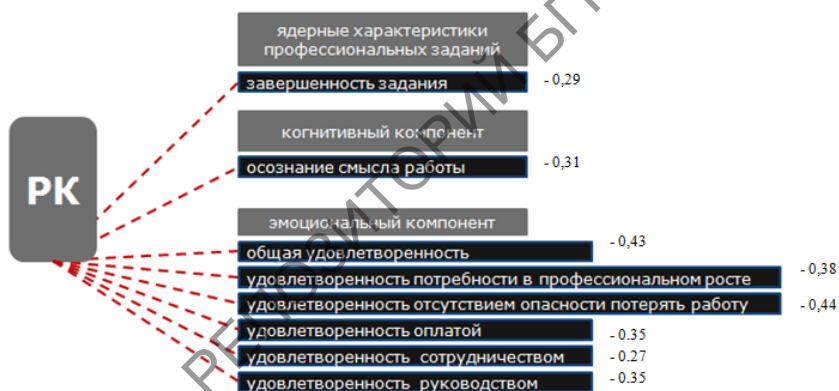 ядерные характеристики
профессиональных заданий
завершенность задания - 0,29
когнитивный компонент
осознание смысла работы - 0,31
РК
эмоциональный компонент
общая удовлетворенность - 0,43
удовлетворенность потребности в профессиональном росте - 0,38
удовлетворенность отсутствием опасности потерять работу - 0,44
удовлетворенность оплатой - 0.35
удовлетворенность сотрудничеством - 0.27
удовлетворенность руководством - 0.35
РЕПОЗИТОРИЙ